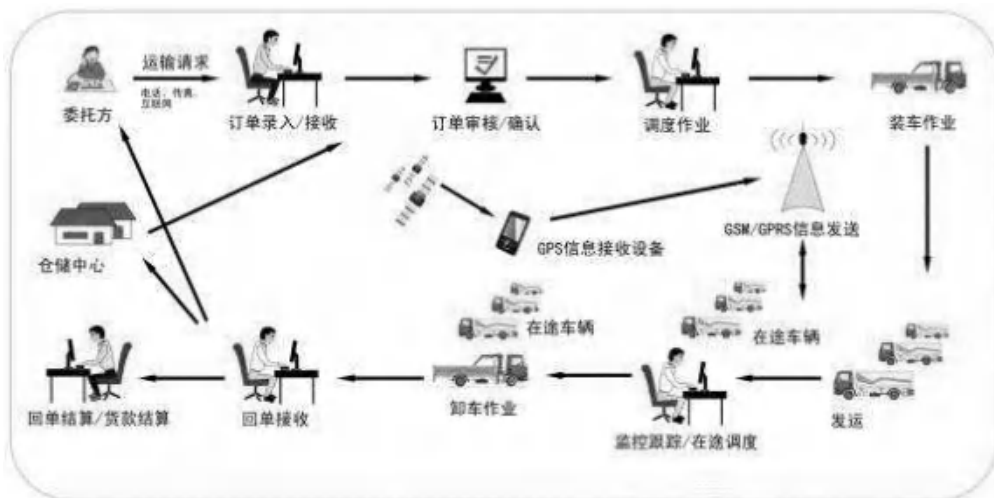 运输请求
电话、传真、
互联网
委托方
订单录入/接收
订单审核/确认
调度作业
装车作业
仓储中心
GPS信息接收设备
GSM/GPRS信息发送
在途车辆
在途车辆
回单结算/货款结算
回单接收
卸车作业
监控跟踪/在途调度
发运